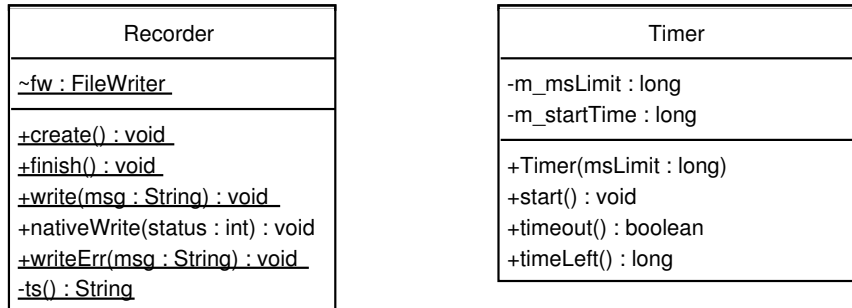 Recorder
~fw : FileWriter
+create() : void
+finish() : void
+write(msg : String) : void
+nativeWrite(status : int) : void
+writeErr(msg : String) : void
-ts() : String
Timer
-m_msLimit : long
-m_startTime : long
+Timer(msLimit : long)
+start() : void
+timeout() : boolean
+timeLeft() : long